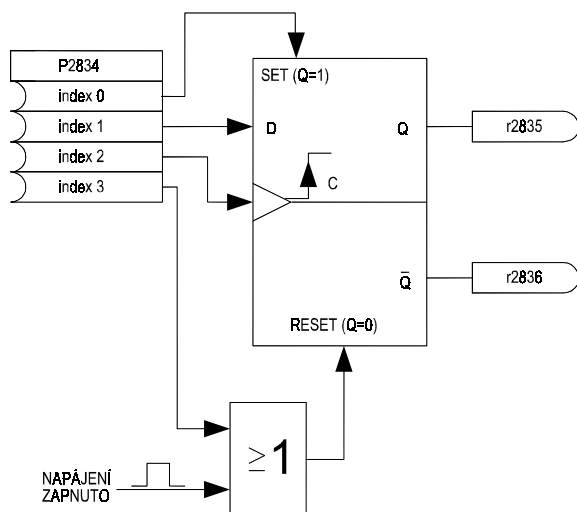 P2834
index 0
index 1
index 2
index 3
SET (Q=1)
D
Q
r2835
C
Q̅
r2836
RESET (Q=0)
≥1
NAPÁJENÍ
ZAPNUTO